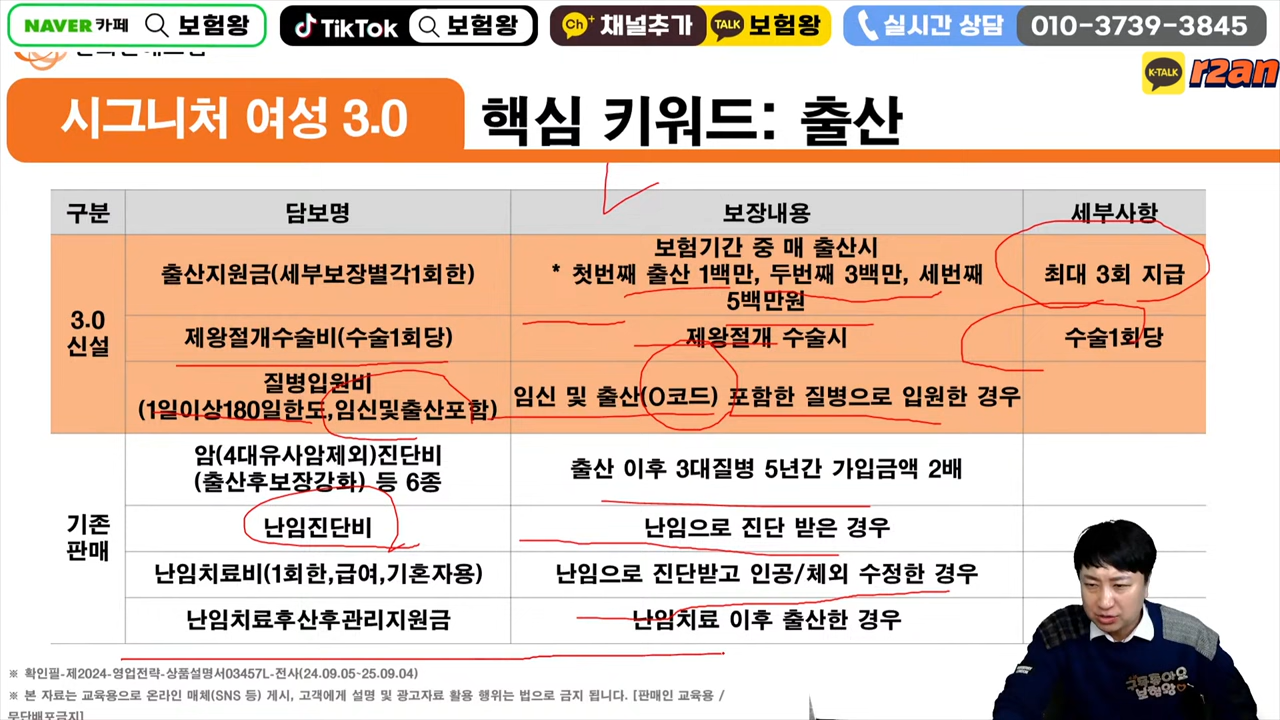 NAVER 카페 보험왕
TikTok 보험왕
Ch+ 채널추가 TALK 보험왕
실시간 상담 010-3739-3845
K-TALK r2an
시그니처 여성 3.0
핵심 키워드: 출산
구분 담보명 보장내용 세부사항
3.0 신설
출산지원금(세부보장별각1회한)
보험기간 중 매 출산시
* 첫번째 출산 1백만, 두번째 3백만, 세번째
5백만원
최대 3회 지급
제왕절개수술비(수술1회당) 제왕절개 수술시 수술1회당
질병입원비
(1일이상180일한도,임신및출산포함)
임신 및 출산(O코드) 포함한 질병으로 입원한 경우
기존 판매
암(4대유사암제외)진단비
(출산후보장강화) 등 6종
출산 이후 3대질병 5년간 가입금액 2배
난임진단비 난임으로 진단 받은 경우
난임치료비(1회한,급여,기혼자용) 난임으로 진단받고 인공/체외 수정한 경우
난임치료후산후관리지원금 난임치료 이후 출산한 경우
※ 확인필-제2024-영업전략-상품설명서03457L-전사(24.09.05~25.09.04)
※ 본 자료는 교육용으로 온라인 매체(SNS 등) 게시, 고객에게 설명 및 광고자료 활용 행위는 법으로 금지 됩니다. [판매인 교육용 /
무단배포금지]